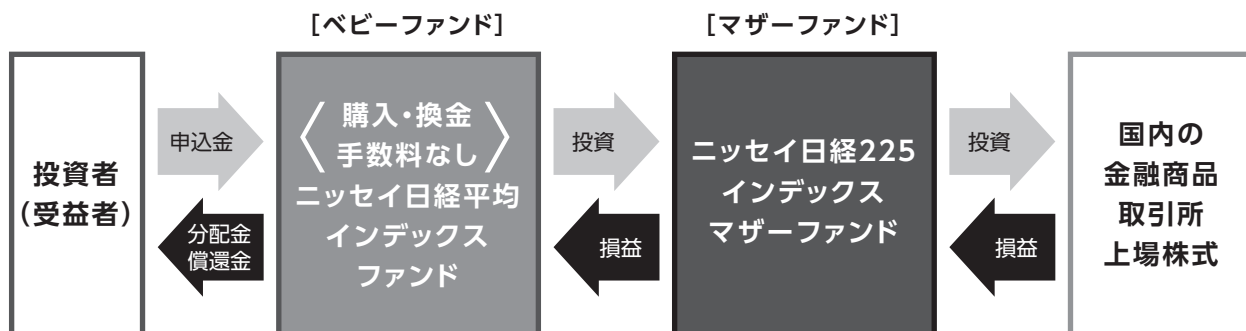 ［ベビーファンド］
［マザーファンド］
投資者
（受益者）
申込金
分配金
償還金
〈購入・換金
手数料なし〉
ニッセイ日経平均
インデックス
ファンド
投資
損益
ニッセイ日経225
インデックス
マザーファンド
投資
損益
国内の
金融商品
取引所
上場株式